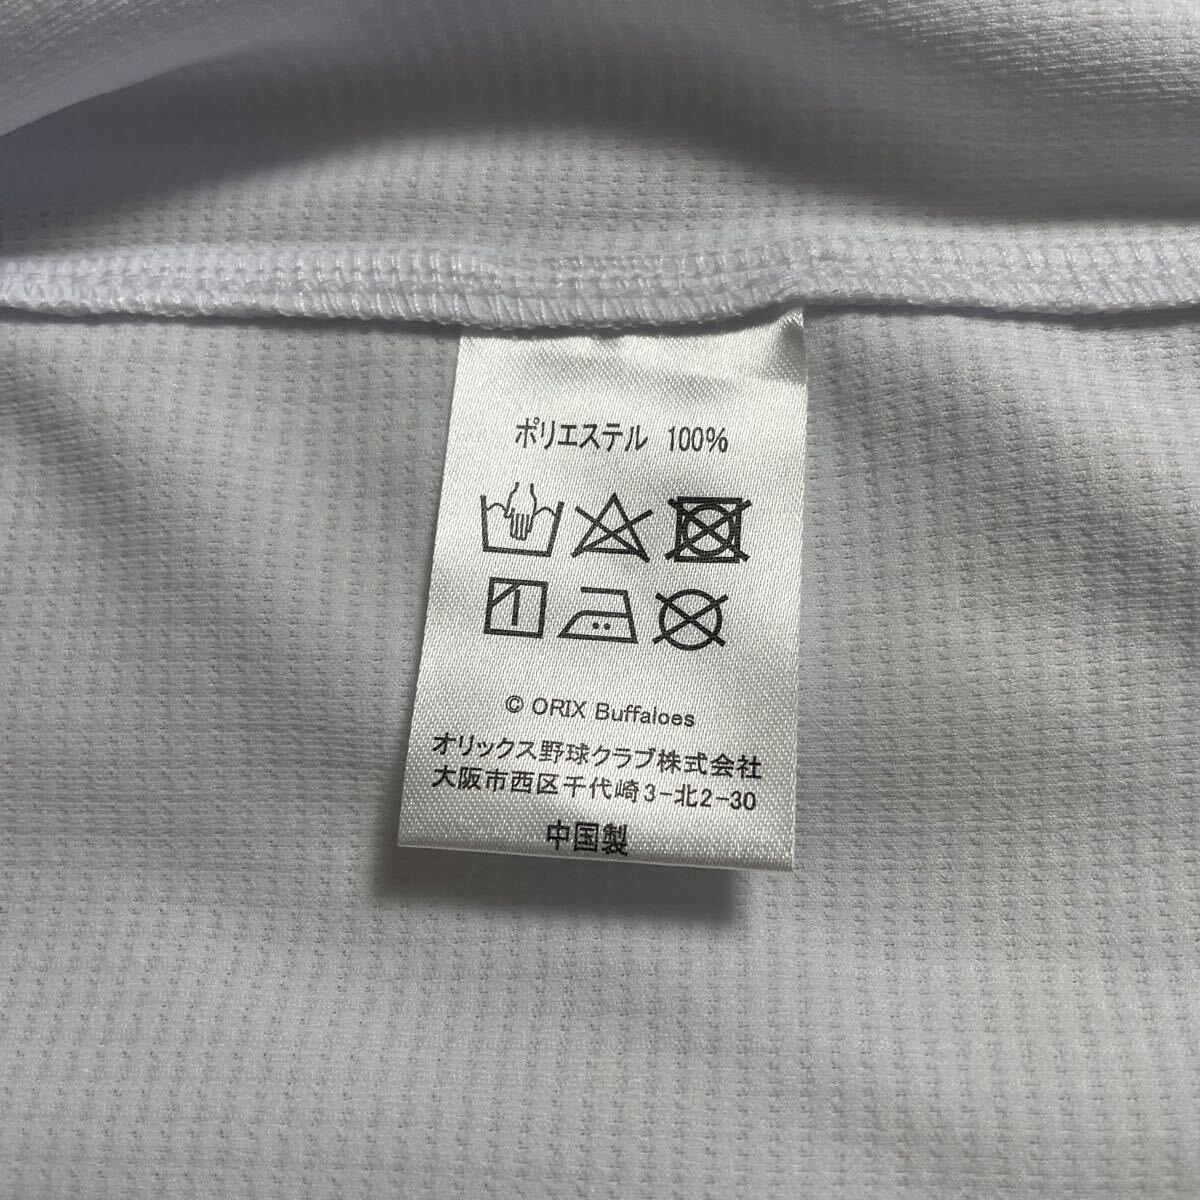 ポリエステル 100%
© ORIX Buffaloes
オリックス野球クラブ株式会社
大阪市西区千代崎3-北2-30
中国製